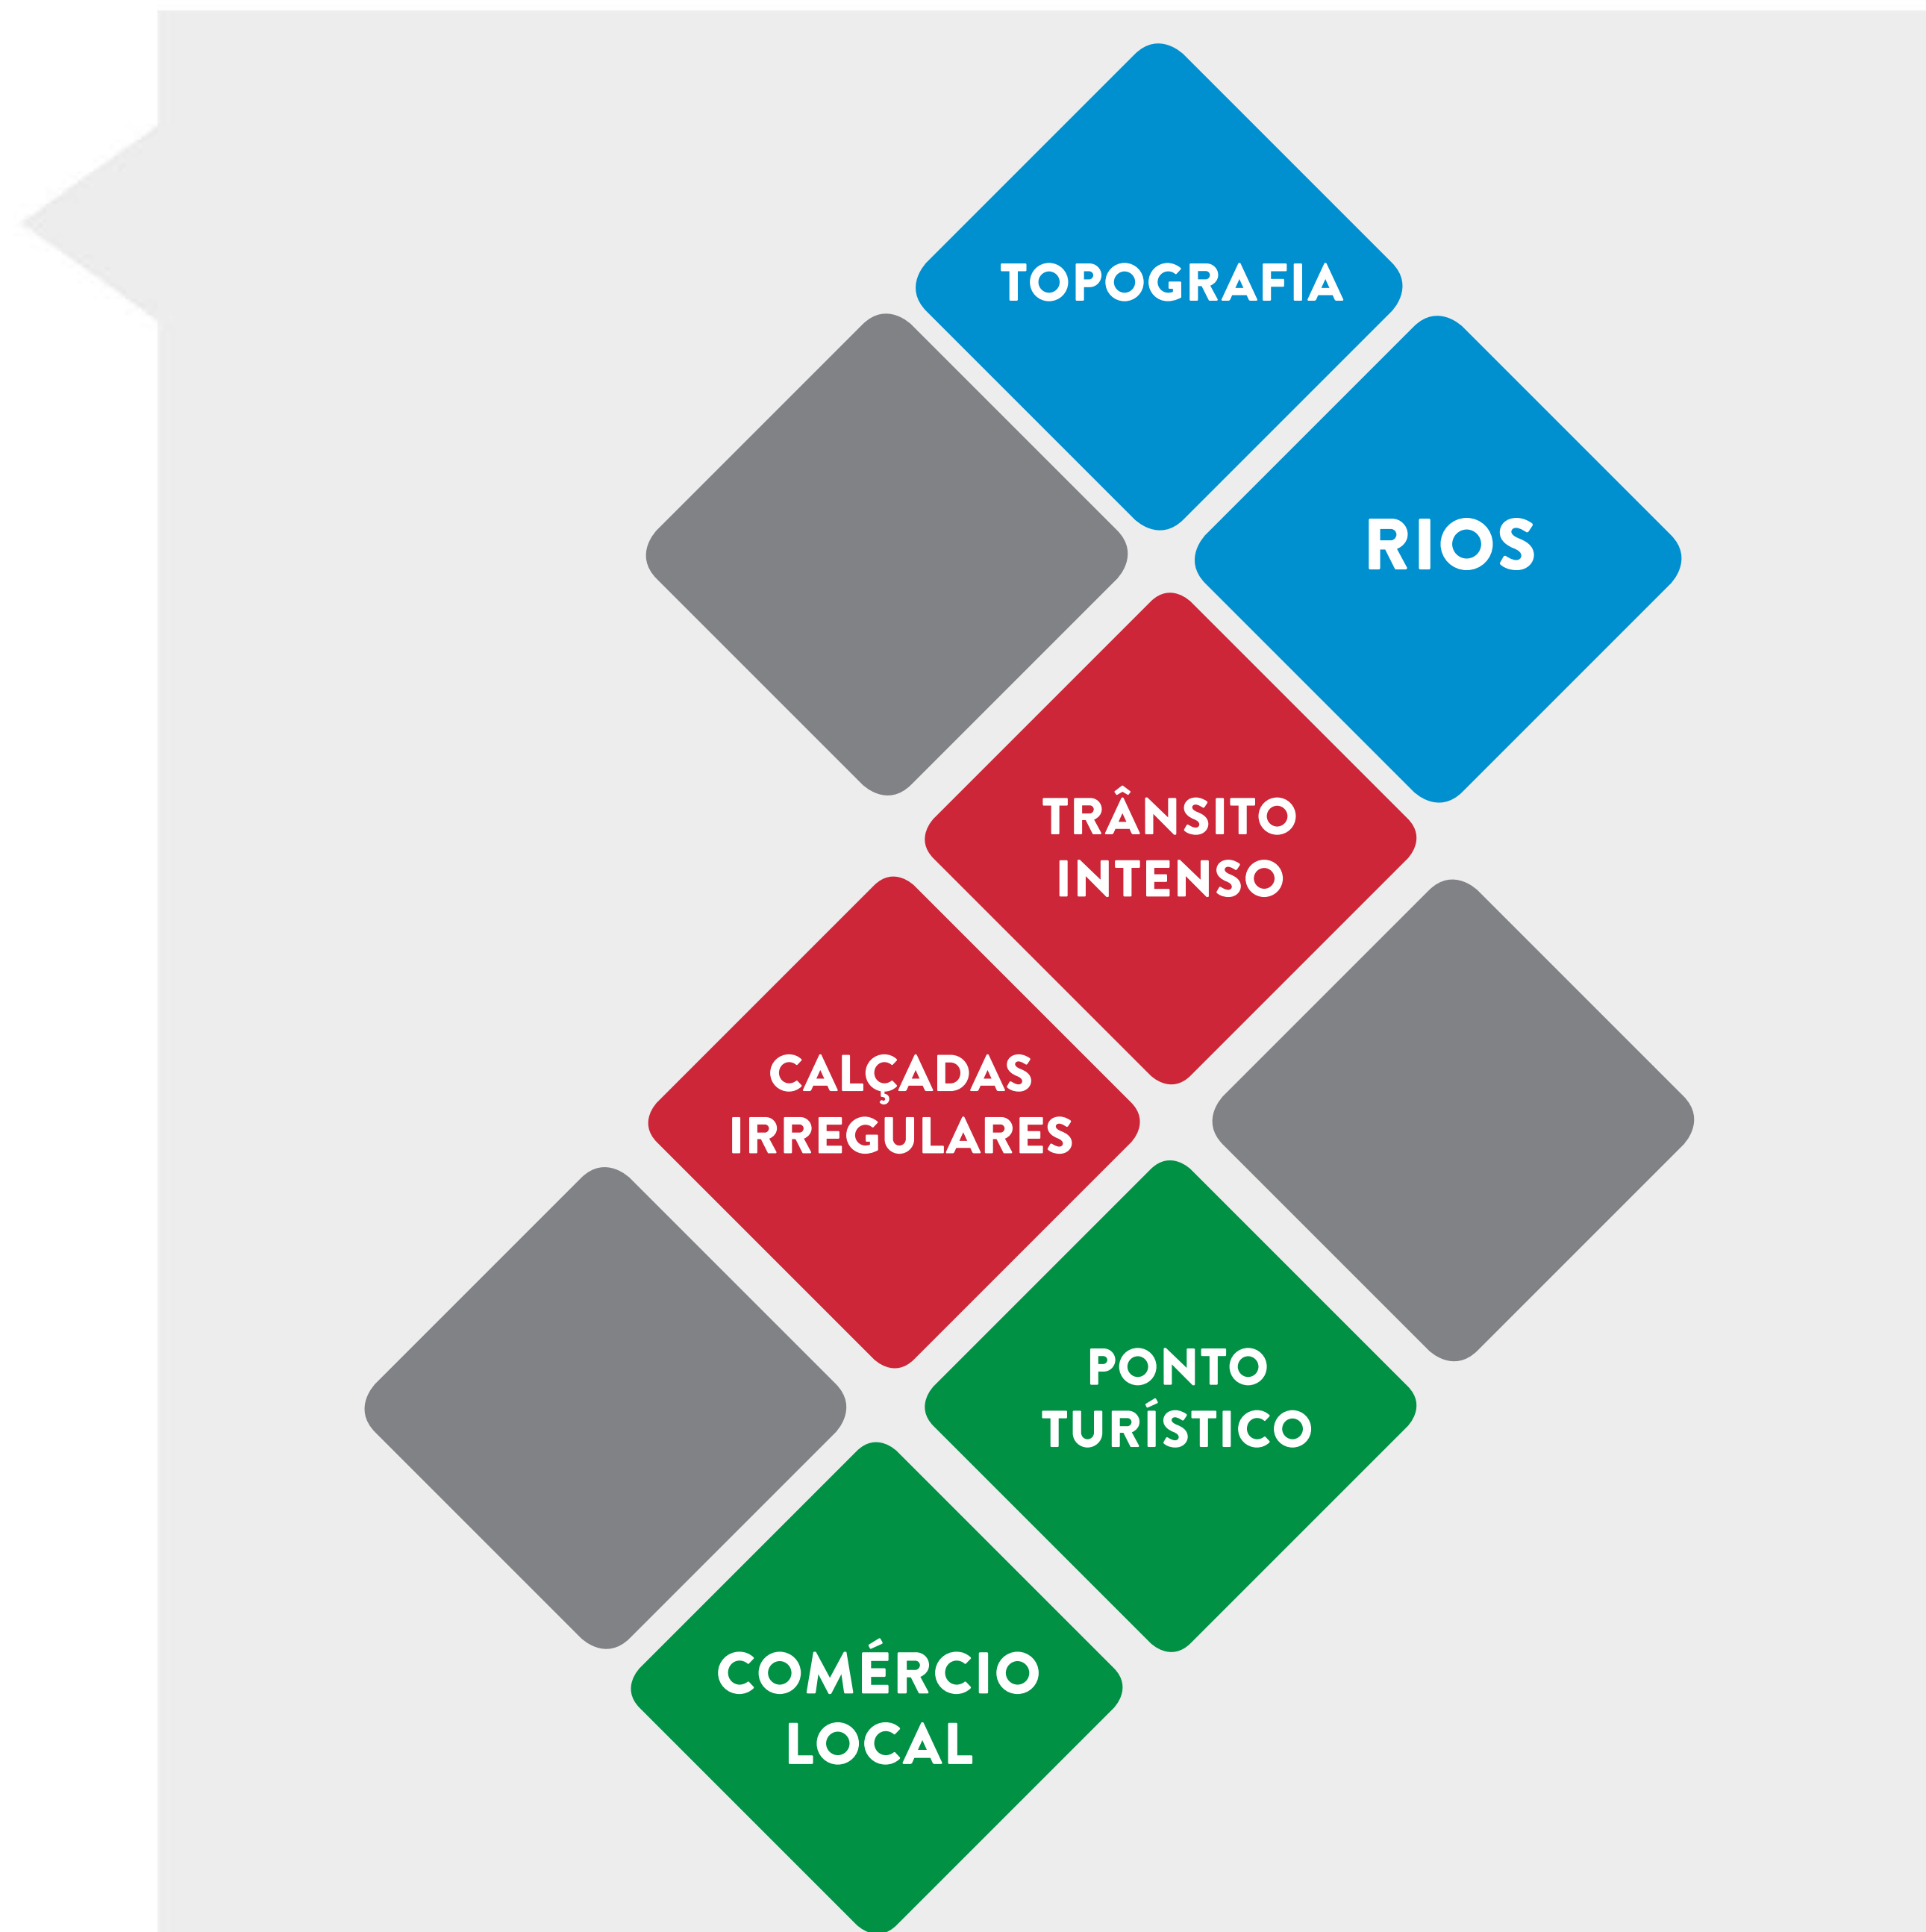 TOPOGRAFIA
RIOS
TRÂNSITO
INTENSO
CALÇADAS
IRREGULARES
PONTO
TURÍSTICO
COMÉRCIO
LOCAL